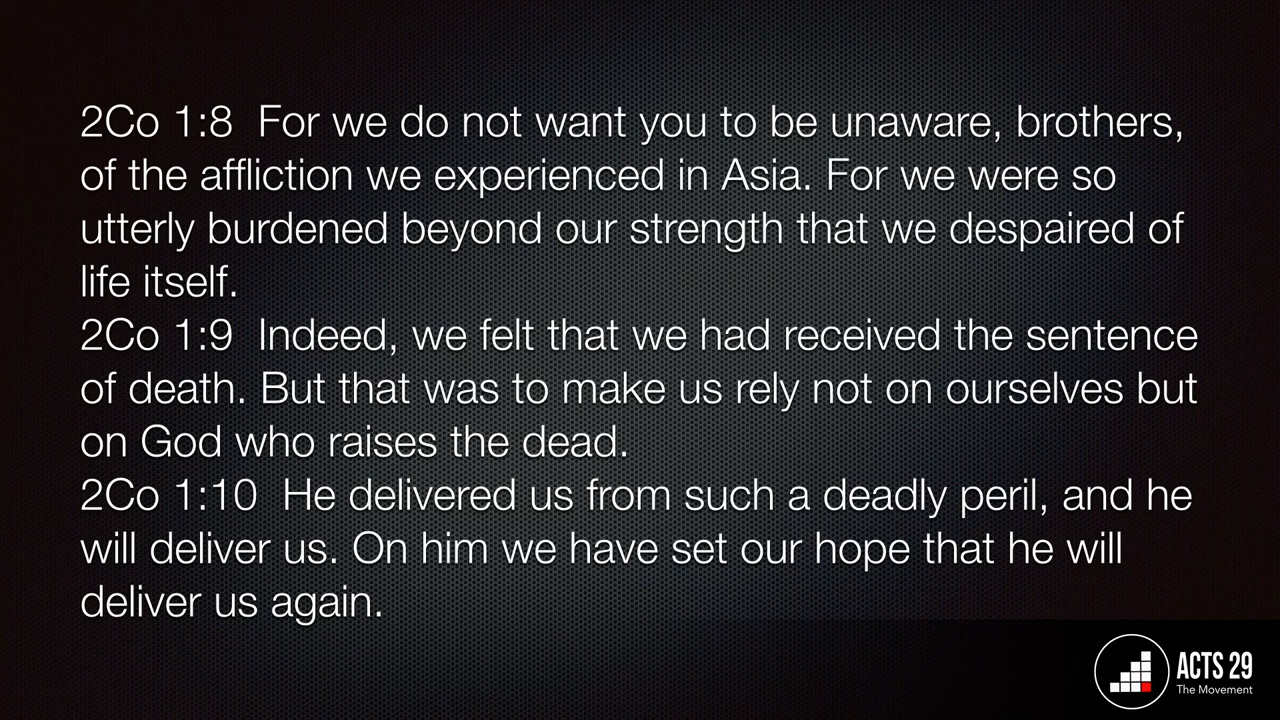 2Co 1:8  For we do not want you to be unaware, brothers,
of the affliction we experienced in Asia. For we were so
utterly burdened beyond our strength that we despaired of
life itself.
2Co 1:9  Indeed, we felt that we had received the sentence
of death. But that was to make us rely not on ourselves but
on God who raises the dead.
2Co 1:10  He delivered us from such a deadly peril, and he
will deliver us. On him we have set our hope that he will
deliver us again.
ACTS 29
The Movement